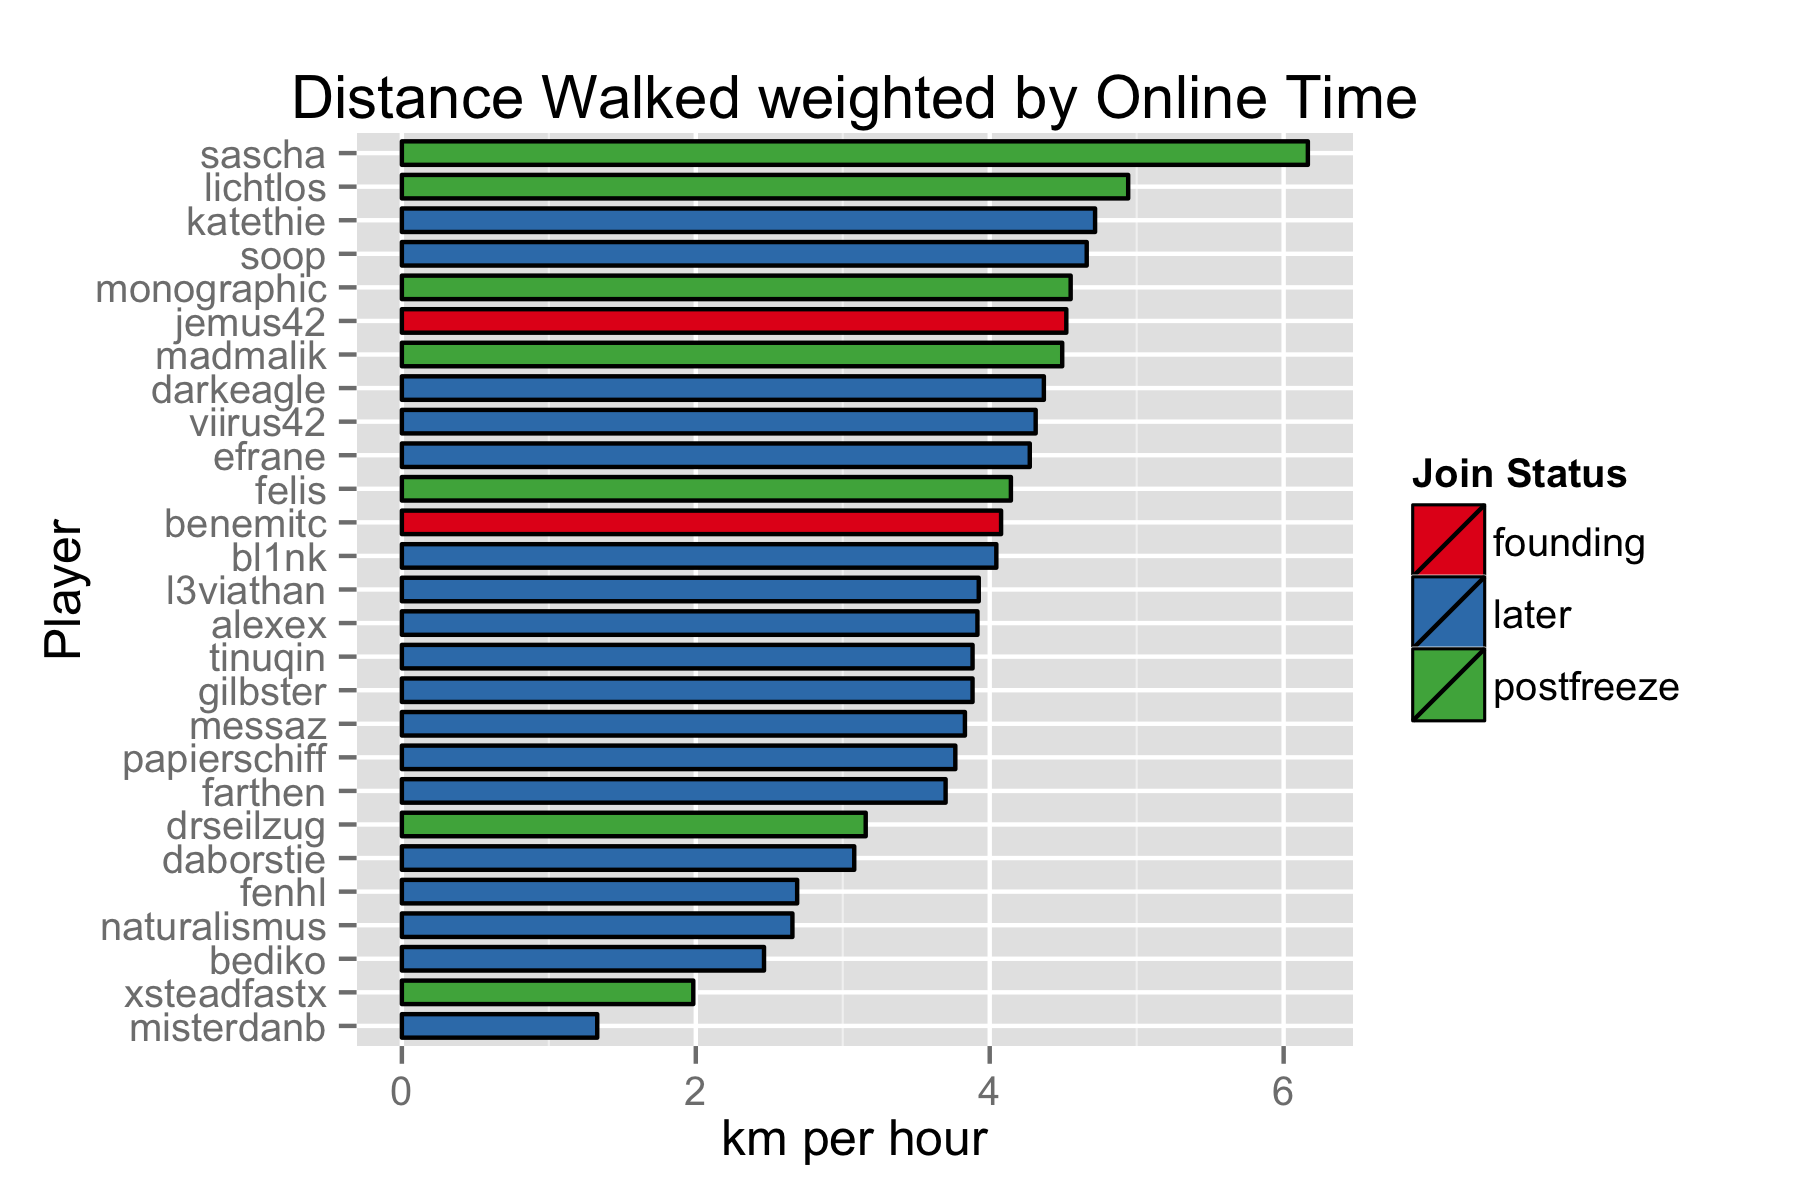 Distance Walked weighted by Online Time
sascha
lichtlos
katethie
soop
monographic
jemus42
madmalik
darkeagle
viirus42
efrane
felis
benemitc
bl1nk
l3viathan
alexex
tinuqin
gilbster
messaz
papierschiff
farthen
drseilzug
daborstie
fenhl
naturalismus
bediko
xsteadfastx
misterdanb
Player
0 2 4 6
km per hour
Join Status
founding
later
postfreeze